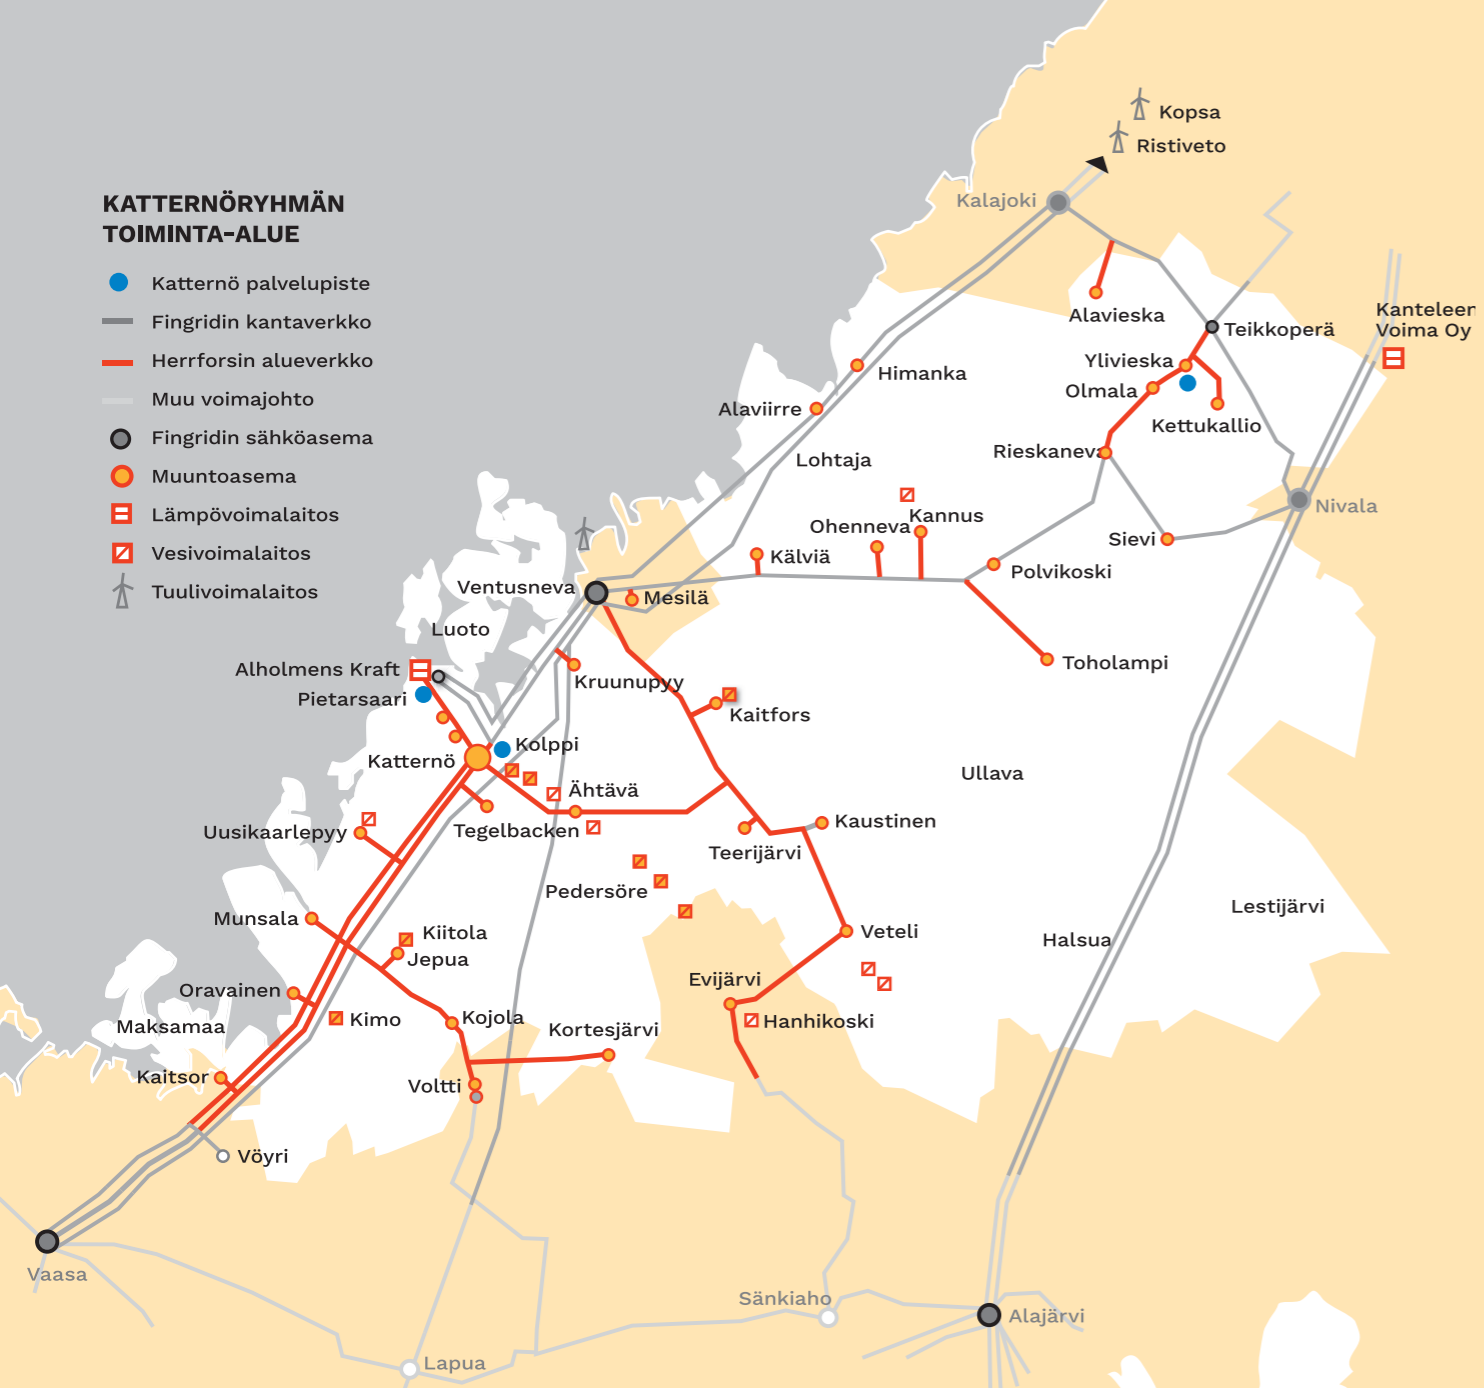 Kopsa
Ristiveto
KATTERNÖRYHMÄN
TOIMINTA-ALUE
Kalajoki
Katternö palvelupiste
Fingridin kantaverkko
Herrforsin alueverkko
Muu voimajohto
Fingridin sähköasema
Muuntoasema
Lämpövoimalaitos
Vesivoimalaitos
Tuulivoimalaitos
Alavieska
Teikkoperä
Kanteleen
Voima Oy
Ylivieska
Olmala
Kettukallio
Himanka
Alaviirre
Rieskaneva
Lohtaja
Nivala
Kannus
Ohenneva
Sievi
Kälviä
Polvikoski
Ventusneva
Mesilä
Luoto
Toholampi
Alholmens Kraft
Pietarsaari
Kruunupyy
Kaitfors
Kolppi
Katternö
Ullava
Ähtävä
Uusikaarlepyy
Tegelbacken
Kaustinen
Teerijärvi
Pedersöre
Lestijärvi
Munsala
Kiitola
Jepua
Veteli
Halsua
Evijärvi
Oravainen
Maksamaa
Kimo
Kojola
Kortesjärvi
Hanhikoski
Kaitsor
Voltti
Vöyri
Vaasa
Sänkiaho
Alajärvi
Lapua